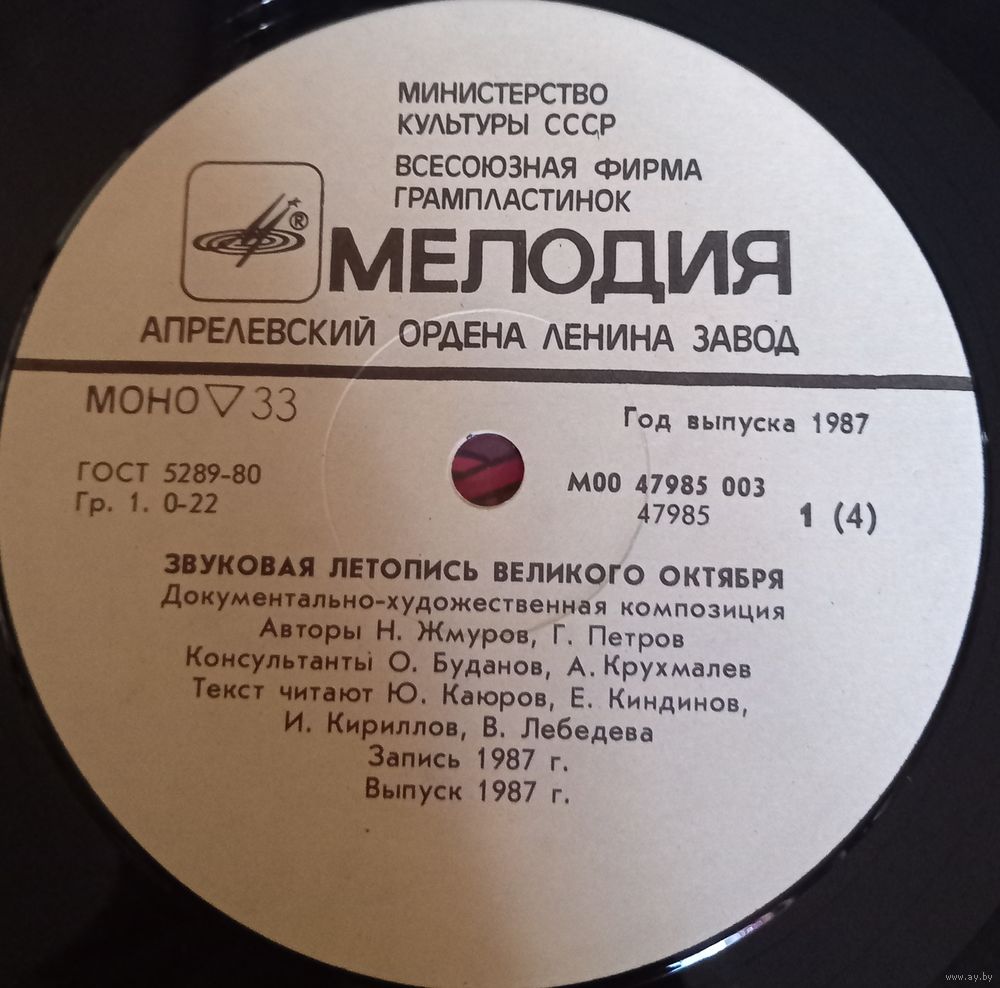 МИНИСТЕРСТВО
КУЛЬТУРЫ СССР
ВСЕСОЮЗНАЯ ФИРМА
ГРАМПЛАСТИНОК
®
МЕЛОДИЯ
АПРЕЛЕВСКИЙ ОРДЕНА ЛЕНИНА ЗАВОД
МОНО ▽ 33
Год выпуска 1987
ГОСТ 5289-80
Гр. 1. 0-22
М00 47985 003
47985 1 (4)
ЗВУКОВАЯ ЛЕТОПИСЬ ВЕЛИКОГО ОКТЯБРЯ
Документально-художественная композиция
Авторы Н. Жмуров, Г. Петров
Консультанты О. Буданов, А. Крухмалев
Текст читают Ю. Каюров, Е. Киндинов,
И. Кириллов, В. Лебедева
Запись 1987 г.
Выпуск 1987 г.
www.ay.by